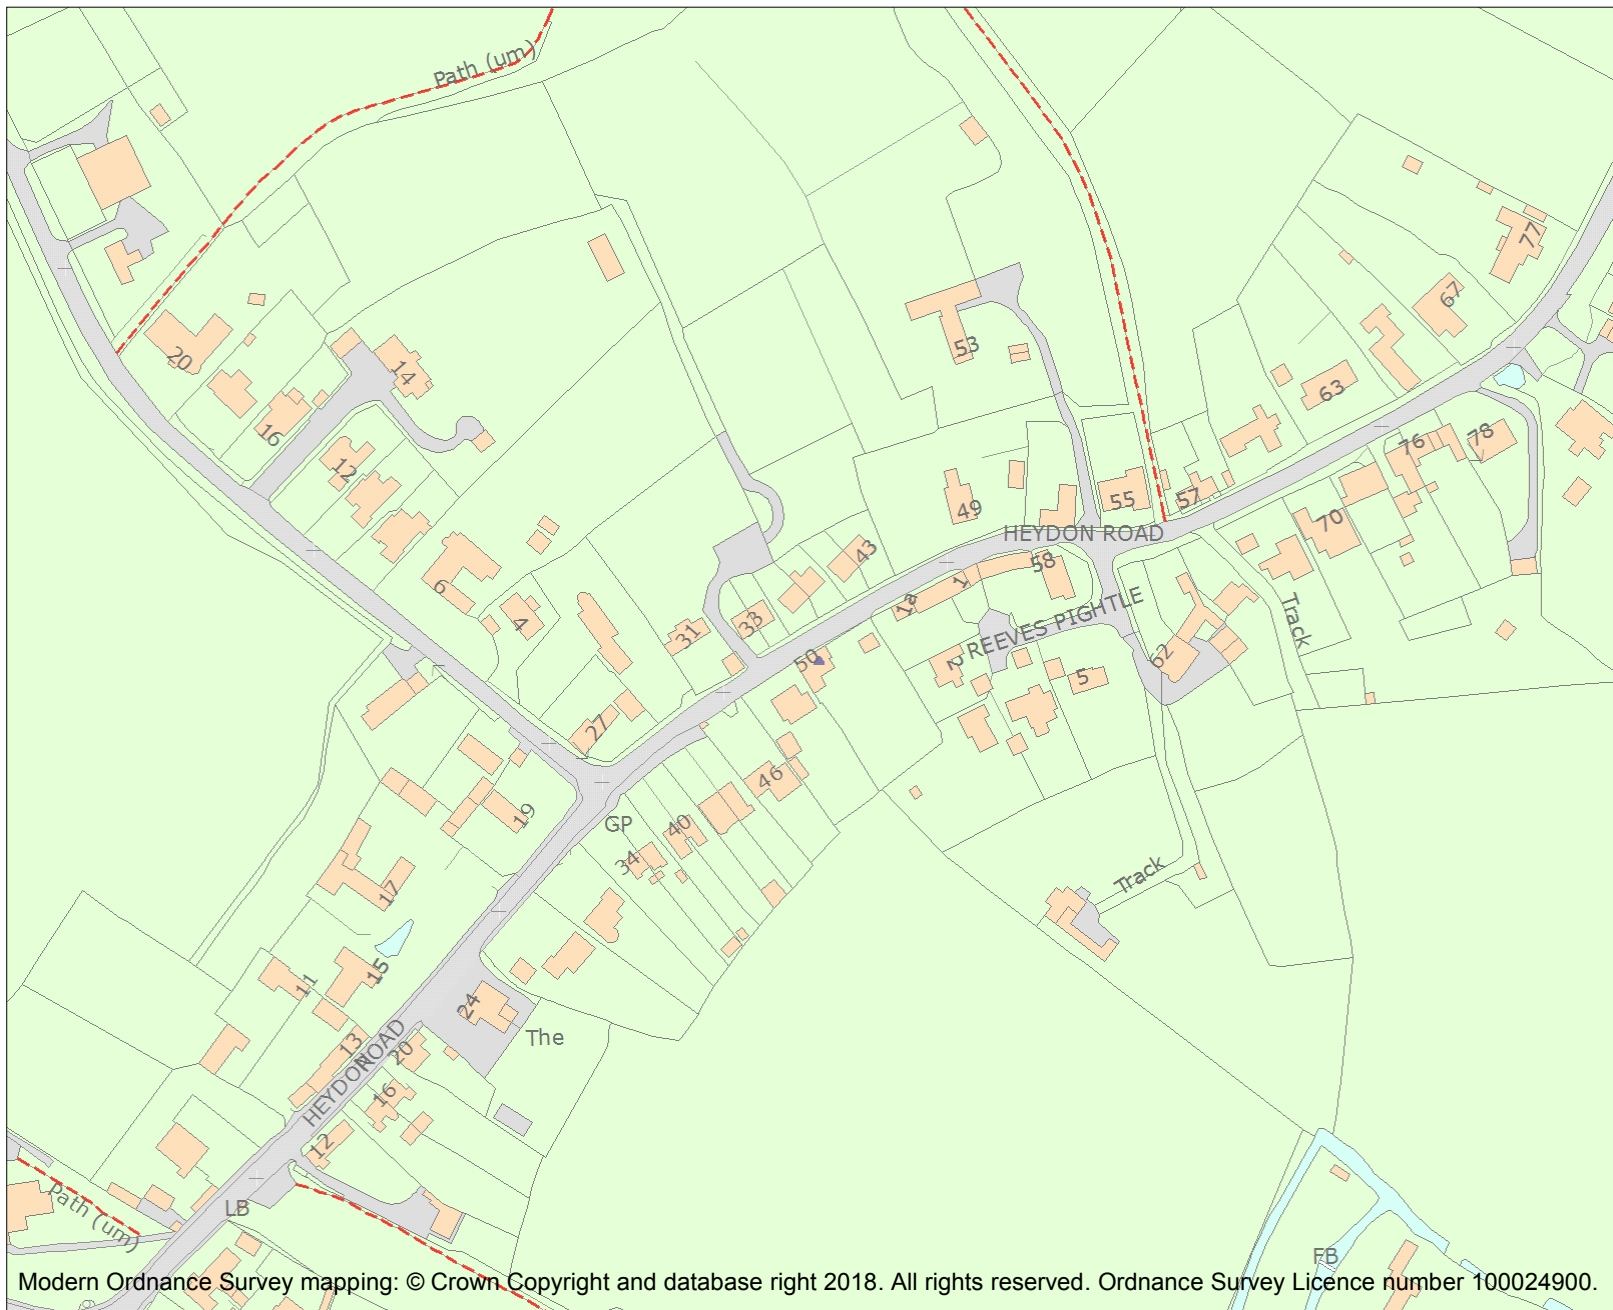 Path (um)
77
67
20
14
53
63
16
12
76
78
49
55
57
HEYDON ROAD
70
43
58
6
1
1a
4
33
31
REEVES PIGHTLE
Track
50
2
62
5
27
46
19
GP
40
34
17
Track
15
11
24
The
13
HEYDON ROAD
20
16
12
Path (um)
LB
FB
Modern Ordnance Survey mapping: © Crown Copyright and database right 2018. All rights reserved. Ordnance Survey Licence number 100024900.